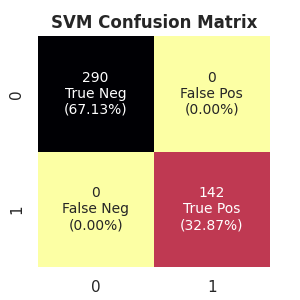 SVM Confusion Matrix
0
290
True Neg
(67.13%)
0
False Pos
(0.00%)
1
0
False Neg
(0.00%)
142
True Pos
(32.87%)
0
1